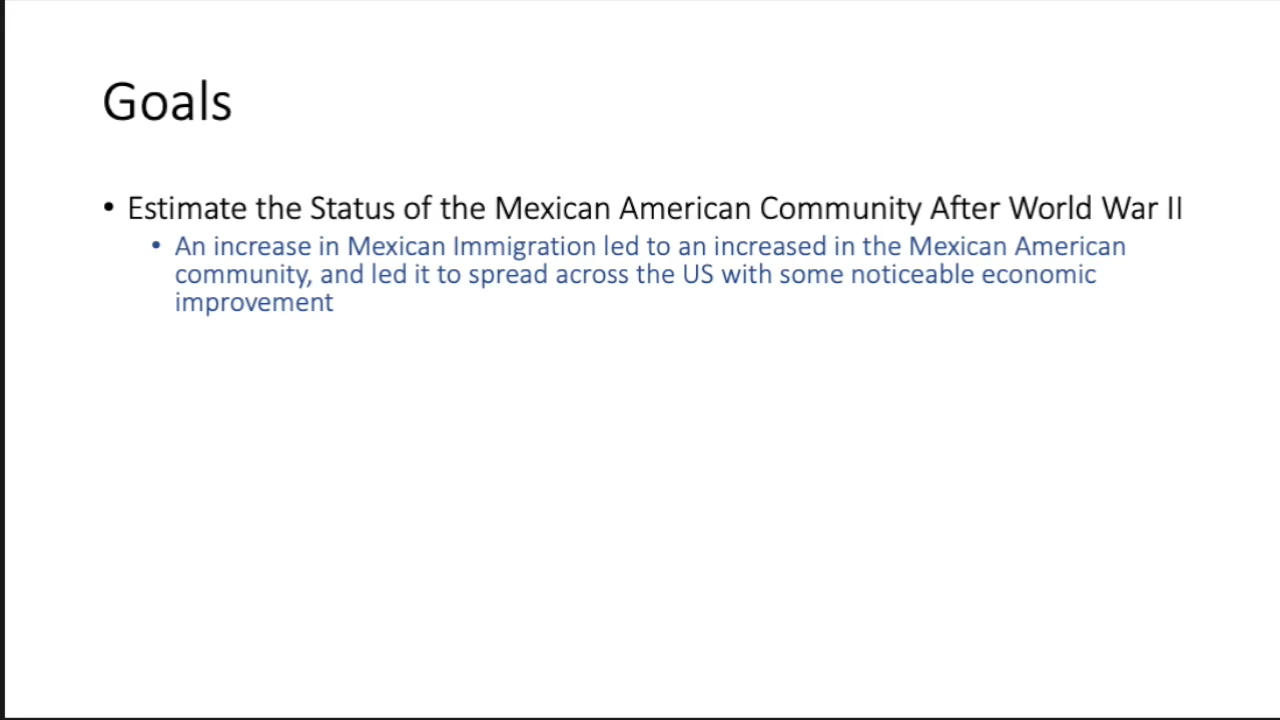 Goals
• Estimate the Status of the Mexican American Community After World War II
• An increase in Mexican Immigration led to an increased in the Mexican American
community, and led it to spread across the US with some noticeable economic
improvement